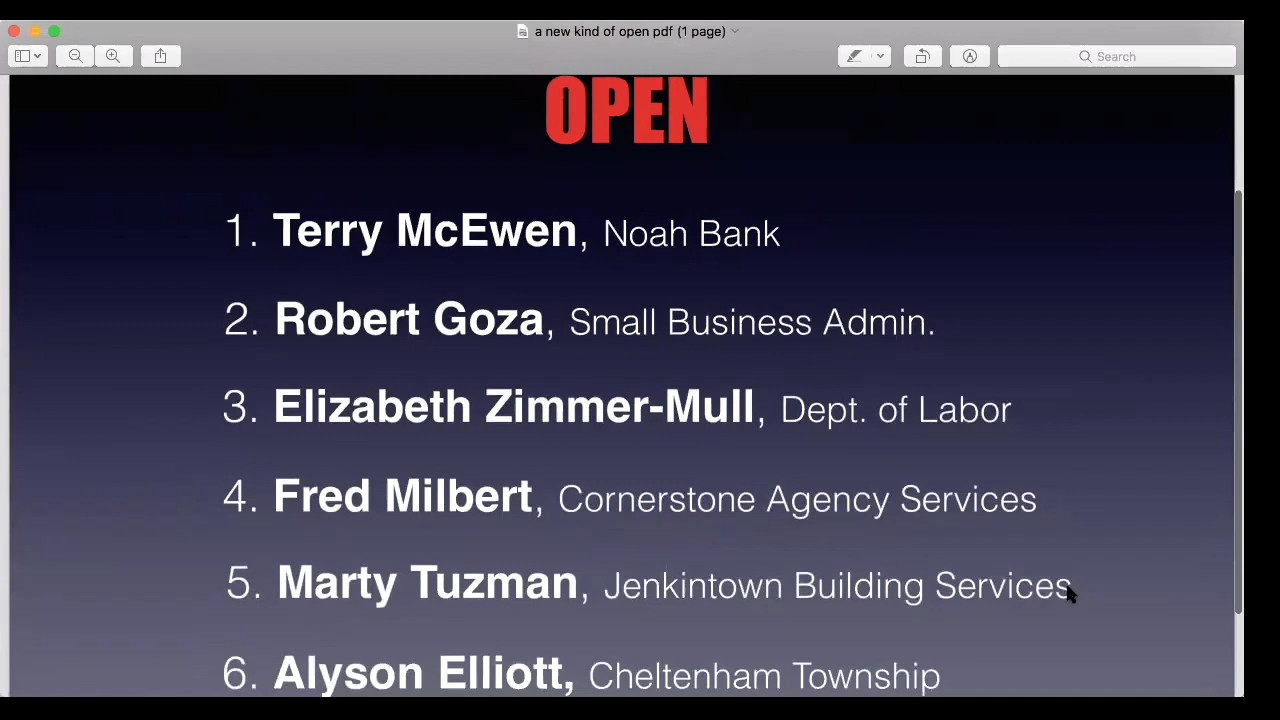 a new kind of open pdf (1 page)
Search
OPEN
1. Terry McEwen, Noah Bank
2. Robert Goza, Small Business Admin.
3. Elizabeth Zimmer-Mull, Dept. of Labor
4. Fred Milbert, Cornerstone Agency Services
5. Marty Tuzman, Jenkintown Building Services
6. Alyson Elliott, Cheltenham Township